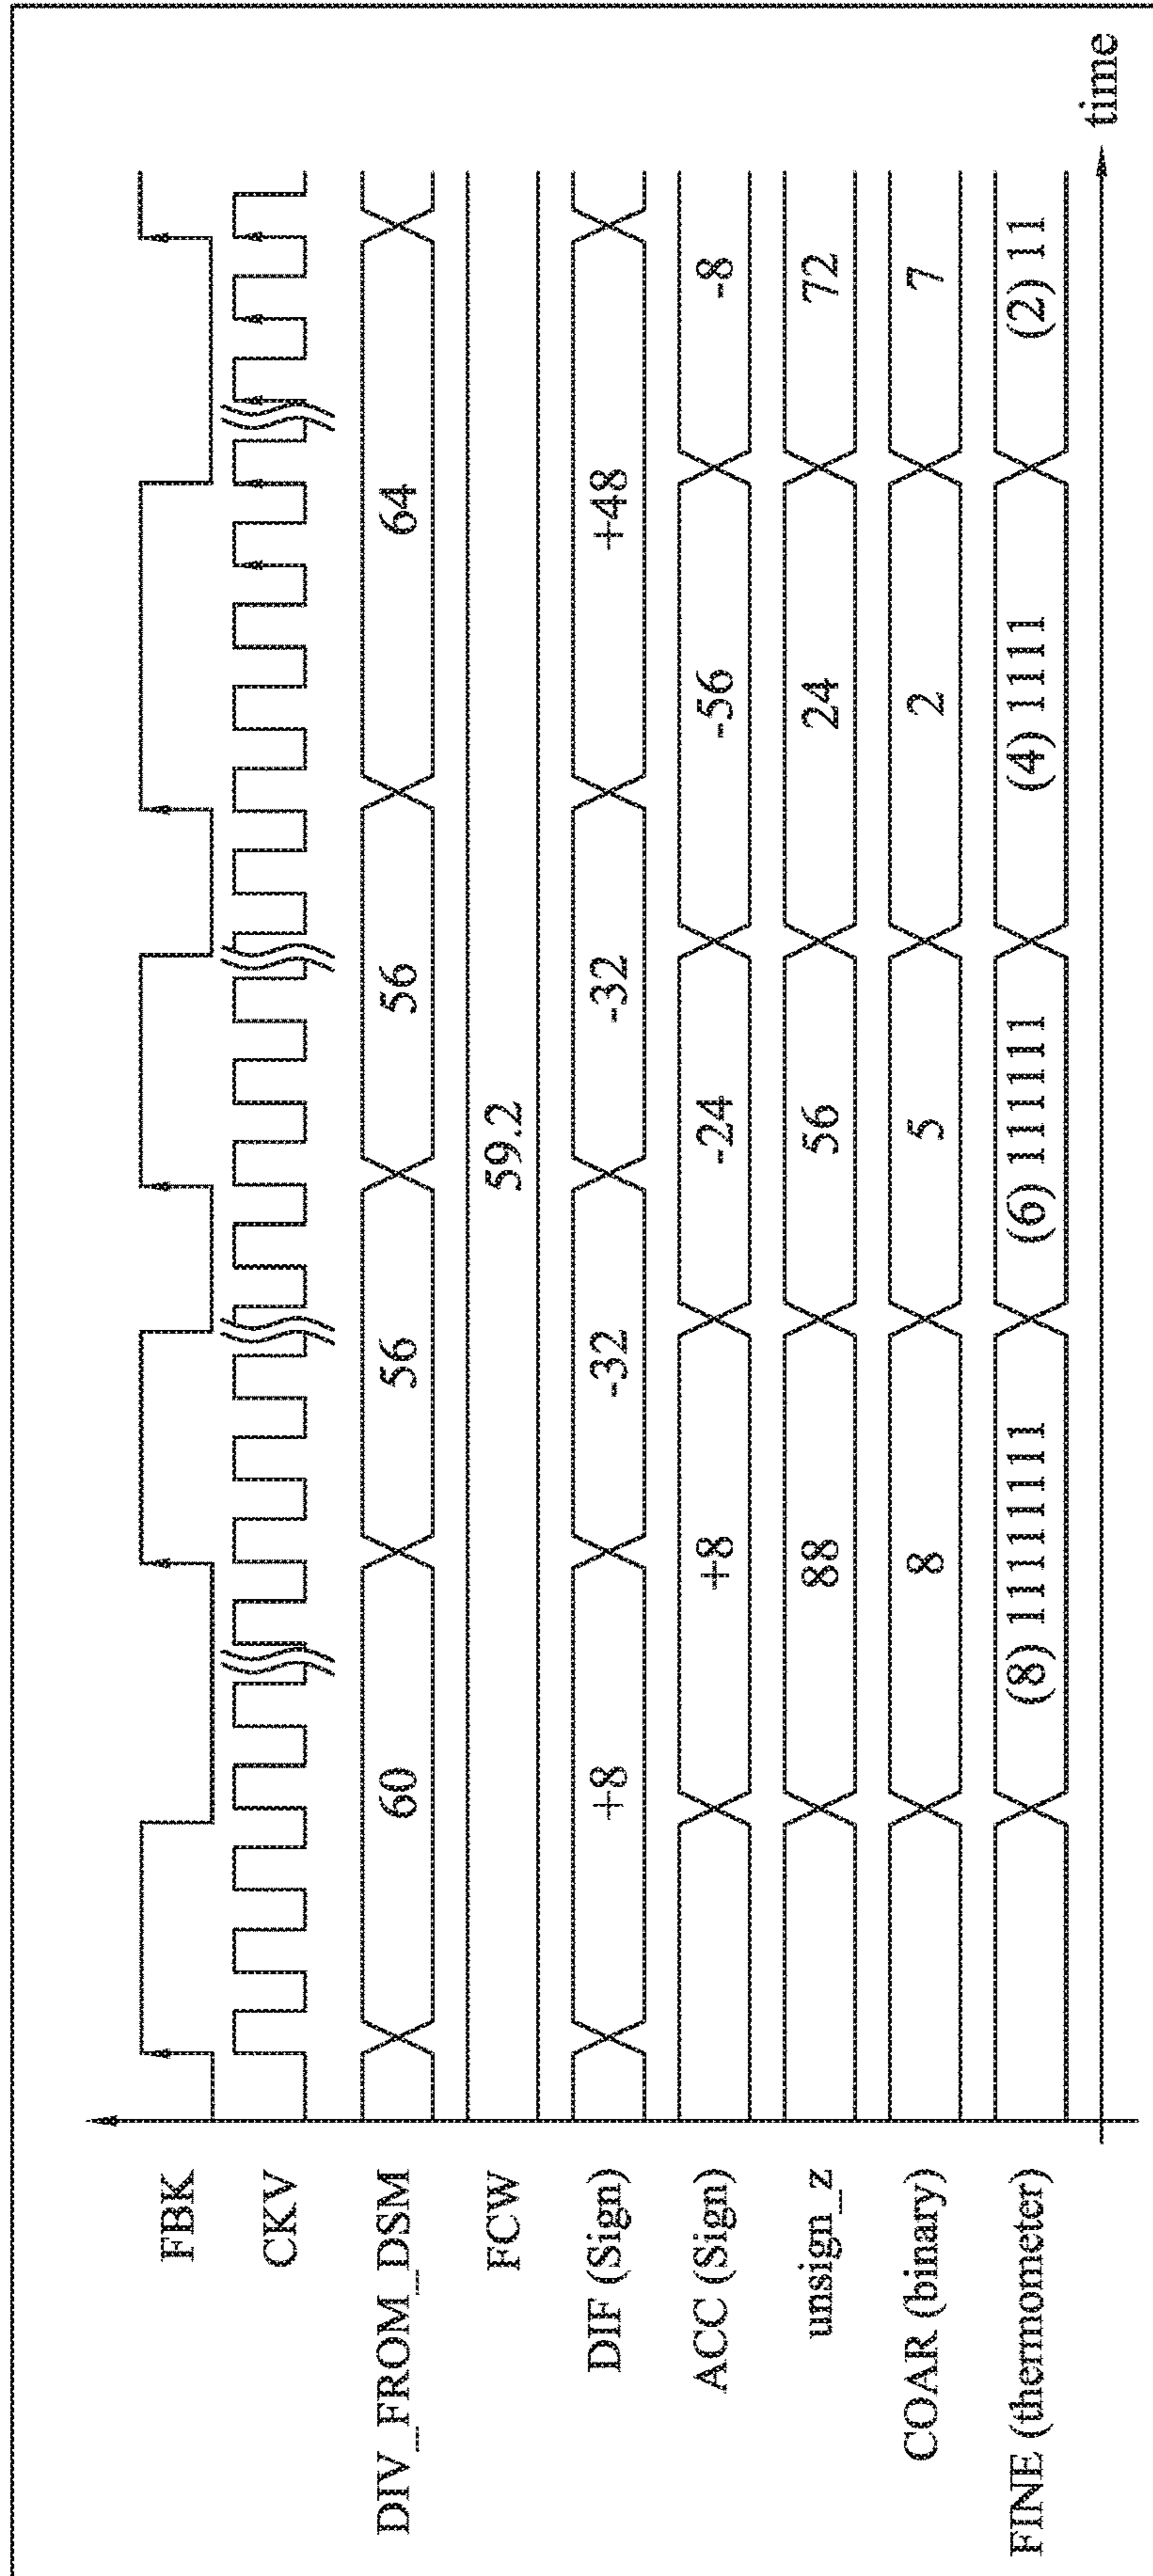 FBK
CKV
DIV_FROM_DSM 60 56 56 64
FCW 59.2
DIF (Sign) +8 -32 -32 +48
ACC (Sign) +8 -24 -56 -8
unsign_z 88 56 24 72
COAR (binary) 8 5 2 7
FINE (thermometer) (8) 11111111 (6) 111111 (4) 1111 (2) 11
time